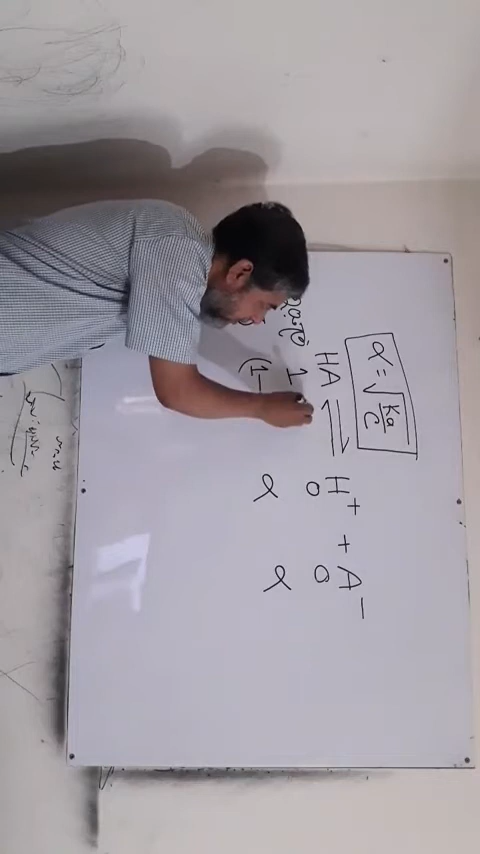 α = √Ka/C
HA ⇌ H⁺ + A⁻
1 0 0
(1- α α